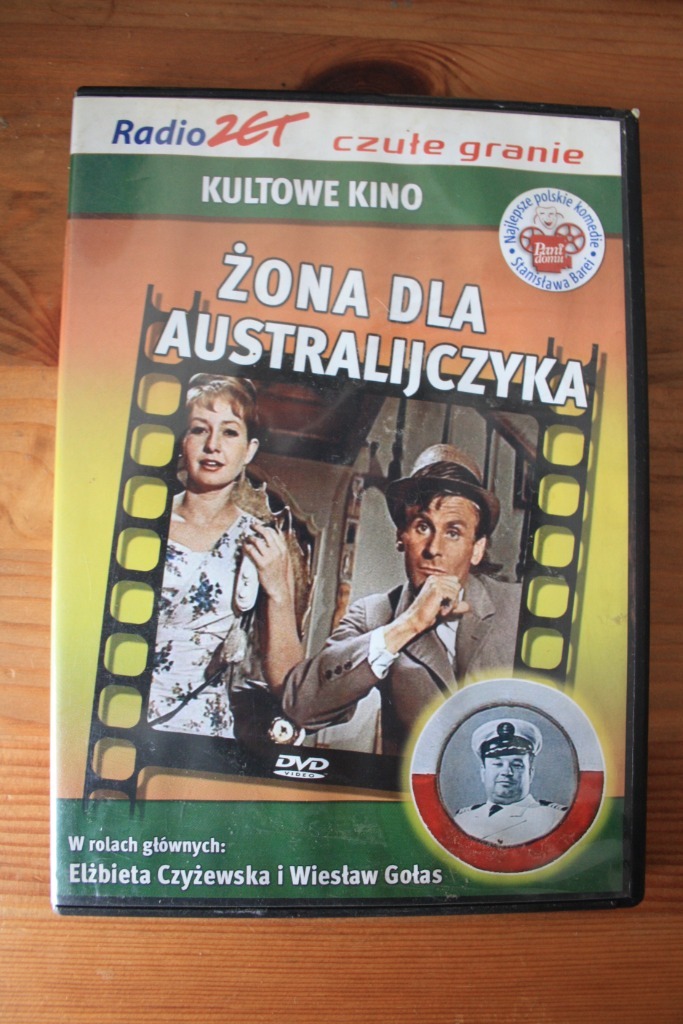 Radio ZET czułe granie
KULTOWE KINO
Najlepsze polskie komedie
Pani domu
Stanisława Barei
ŻONA DLA
AUSTRALIJCZYKA
DVD
VIDEO
W rolach głównych:
Elżbieta Czyżewska i Wiesław Gołas